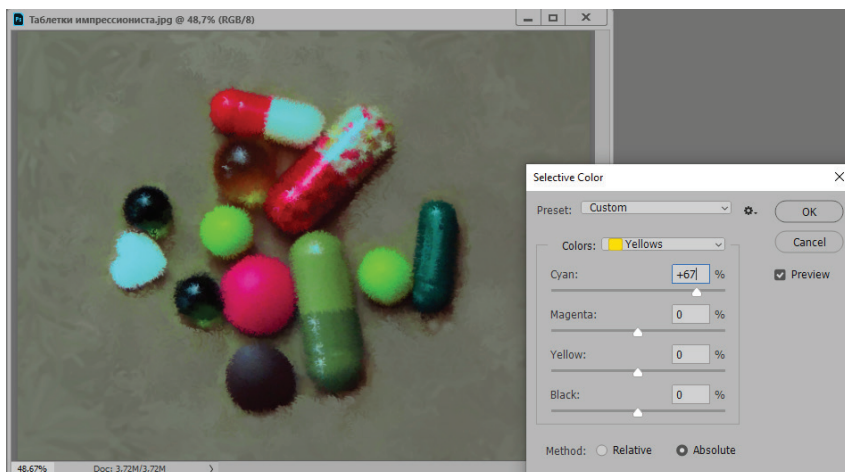 Ps Таблетки импрессиониста.jpg @ 48,7% (RGB/8)
Selective Color
Preset: Custom
OK
Colors: Yellows
Cancel
Cyan: +67 %
Preview
Magenta: 0 %
Yellow: 0 %
Black: 0 %
Method: Relative Absolute
48,67% Doc: 3,72M/3,72M